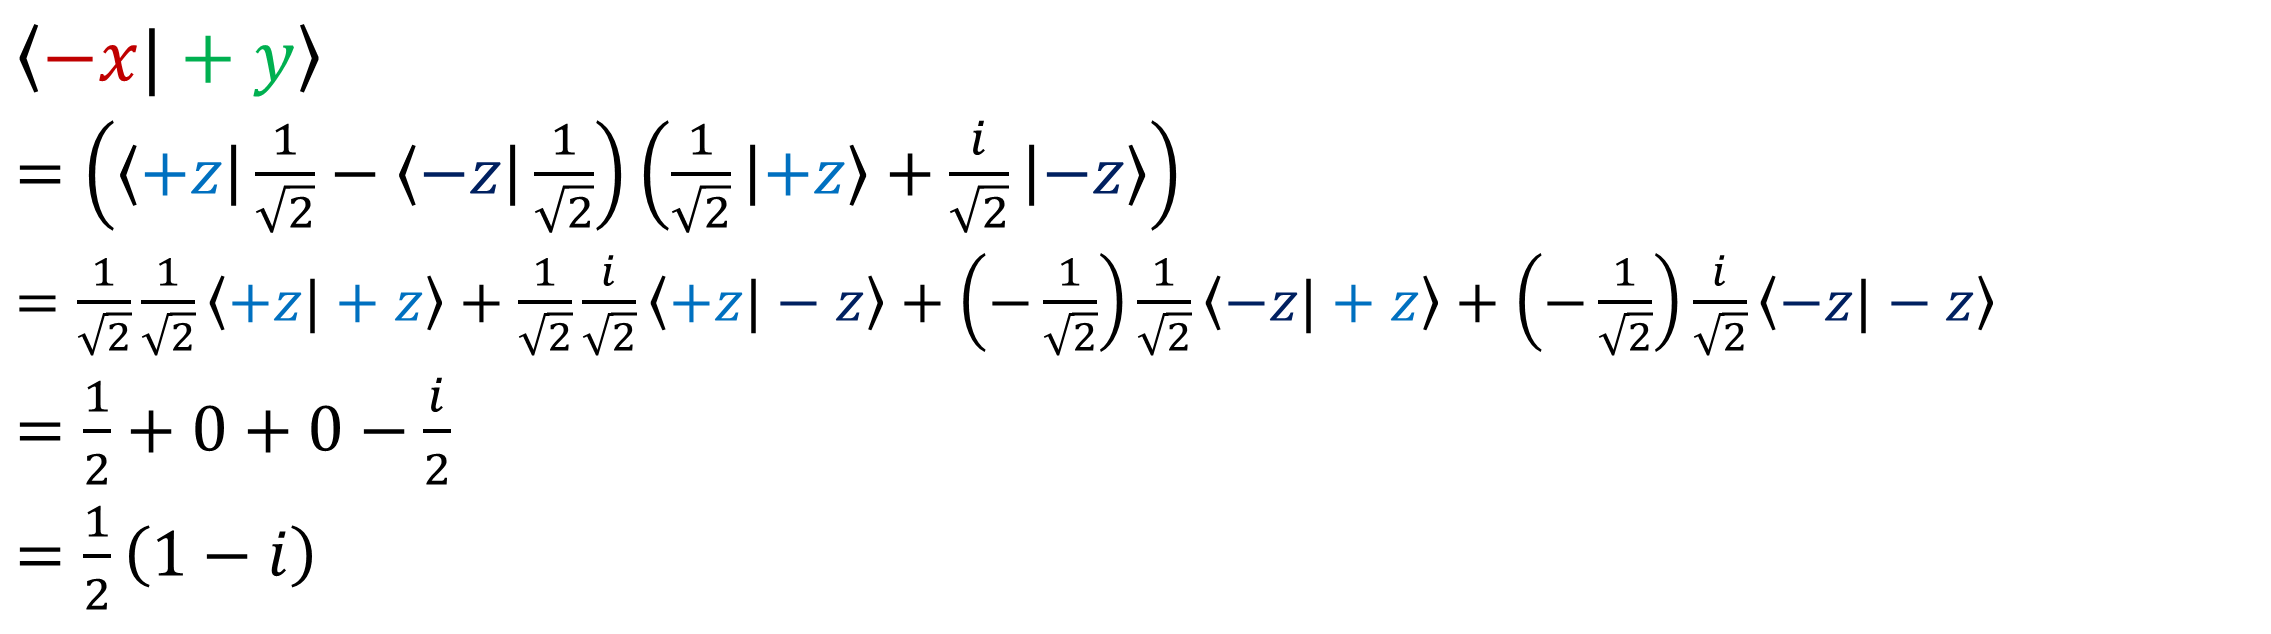 ⟨−x| + y⟩
= (⟨+z| 1/√2 − ⟨−z| 1/√2) (1/√2 |+z⟩ + i/√2 |−z⟩)
= 1/√2 1/√2 ⟨+z| + z⟩ + 1/√2 i/√2 ⟨+z| − z⟩ + (− 1/√2) 1/√2 ⟨−z| + z⟩ + (− 1/√2) i/√2 ⟨−z| − z⟩
= 1/2 + 0 + 0 − i/2
= 1/2 (1 − i)